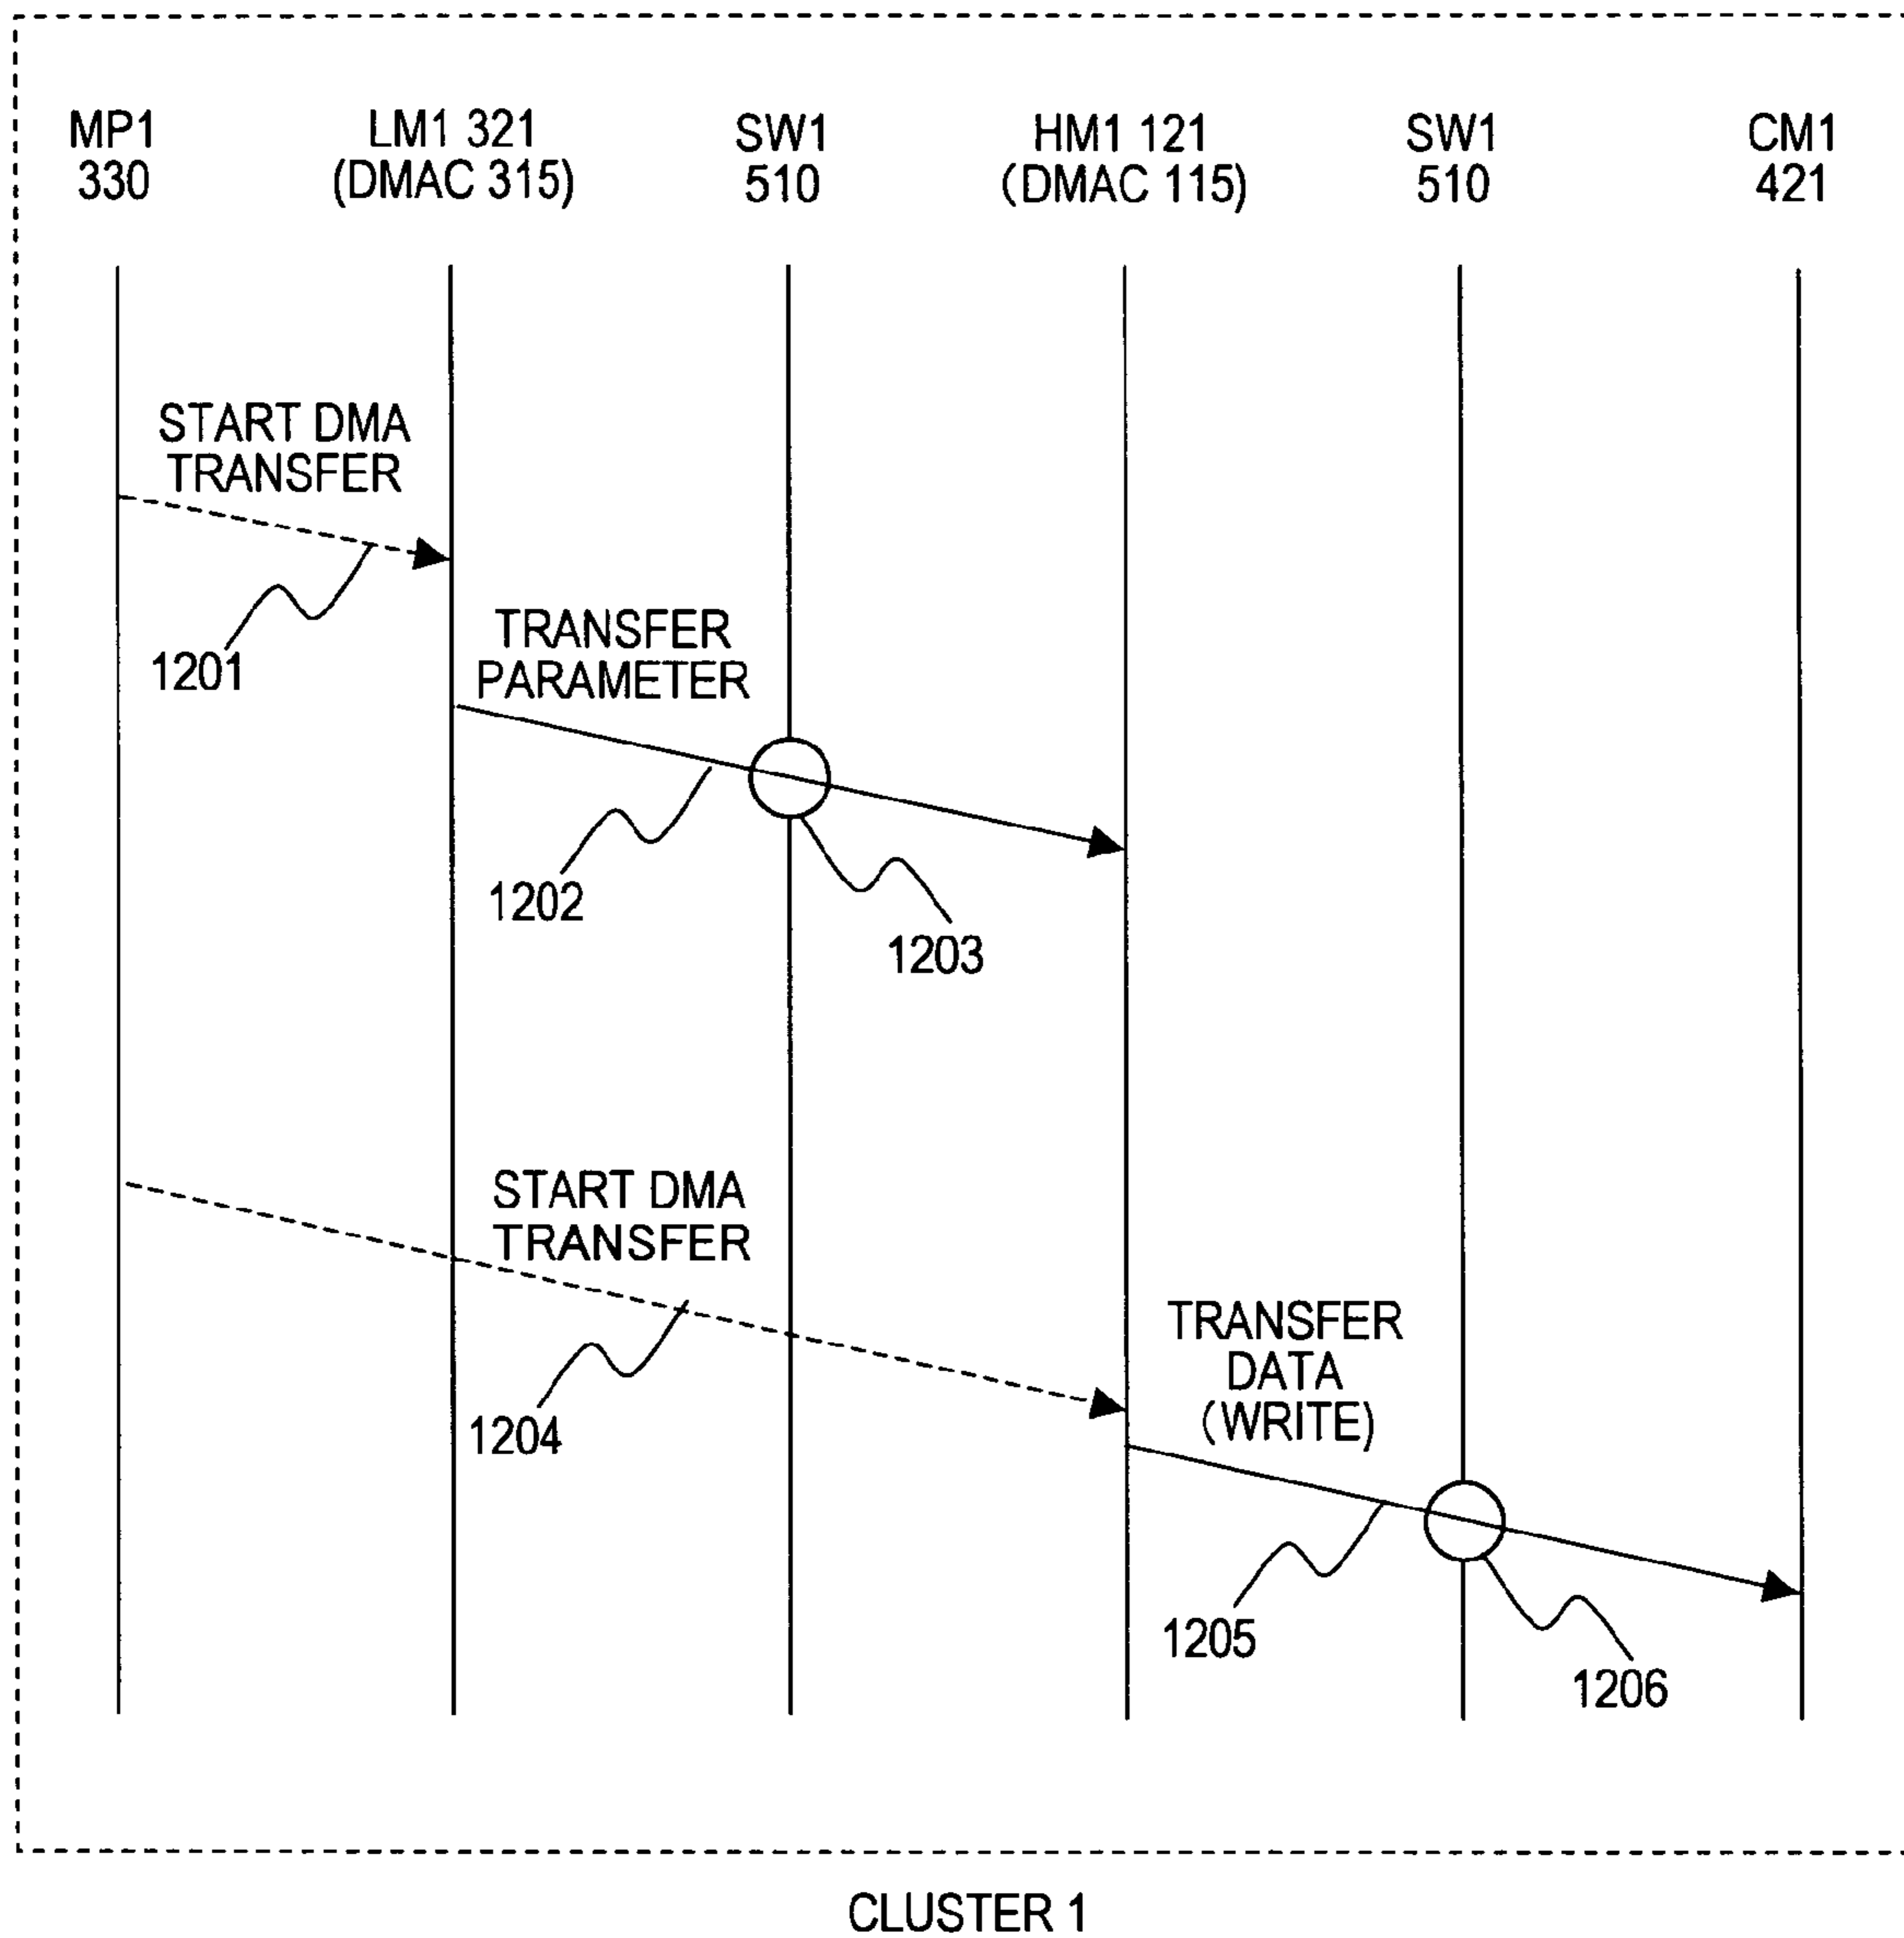 MP1
330
LM1 321
(DMAC 315)
SW1
510
HM1 121
(DMAC 115)
SW1
510
CM1
421
START DMA
TRANSFER
1201
TRANSFER
PARAMETER
1202
1203
START DMA
TRANSFER
1204
TRANSFER
DATA
(WRITE)
1205
1206
CLUSTER 1